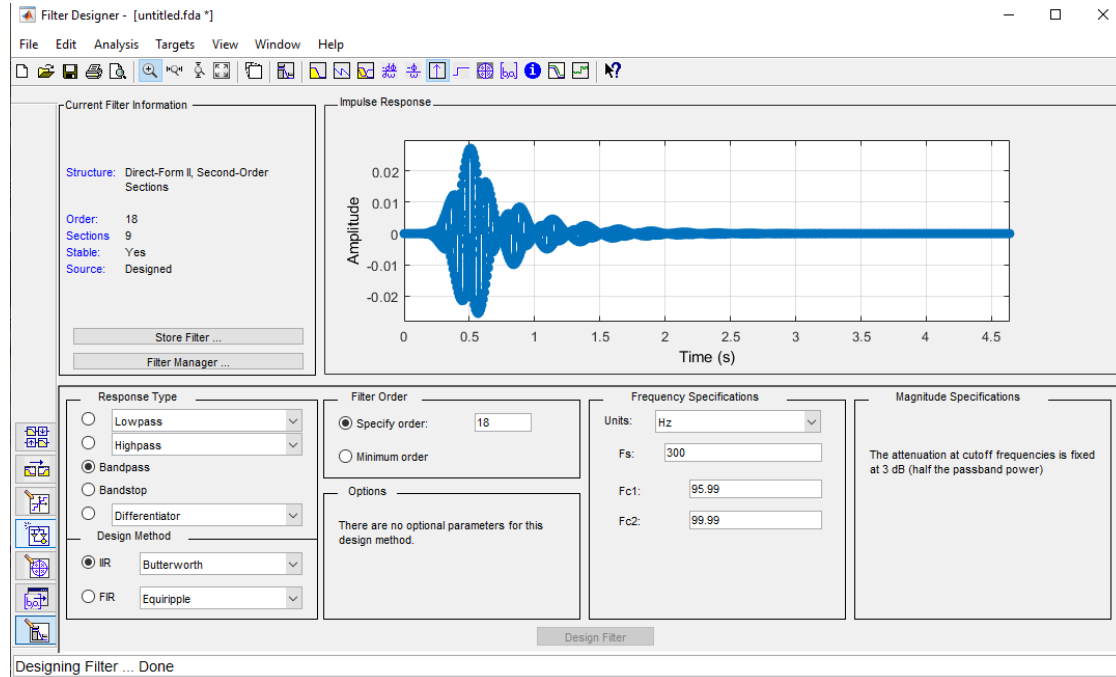 Filter Designer - [untitled.fda *]
File Edit Analysis Targets View Window Help
Current Filter Information
Structure: Direct-Form II, Second-Order
Sections
Order: 18
Sections 9
Stable: Yes
Source: Designed
Store Filter ...
Filter Manager ...
Impulse Response
Amplitude
0.02
0.01
0
-0.01
-0.02
0 0.5 1 1.5 2 2.5 3 3.5 4 4.5
Time (s)
Response Type
Lowpass
Highpass
Bandpass
Bandstop
Differentiator
Design Method
IIR Butterworth
FIR Equiripple
Filter Order
Specify order: 18
Minimum order
Options
There are no optional parameters for this
design method.
Frequency Specifications
Units: Hz
Fs: 300
Fc1: 95.99
Fc2: 99.99
Magnitude Specifications
The attenuation at cutoff frequencies is fixed
at 3 dB (half the passband power)
Design Filter
Designing Filter ... Done